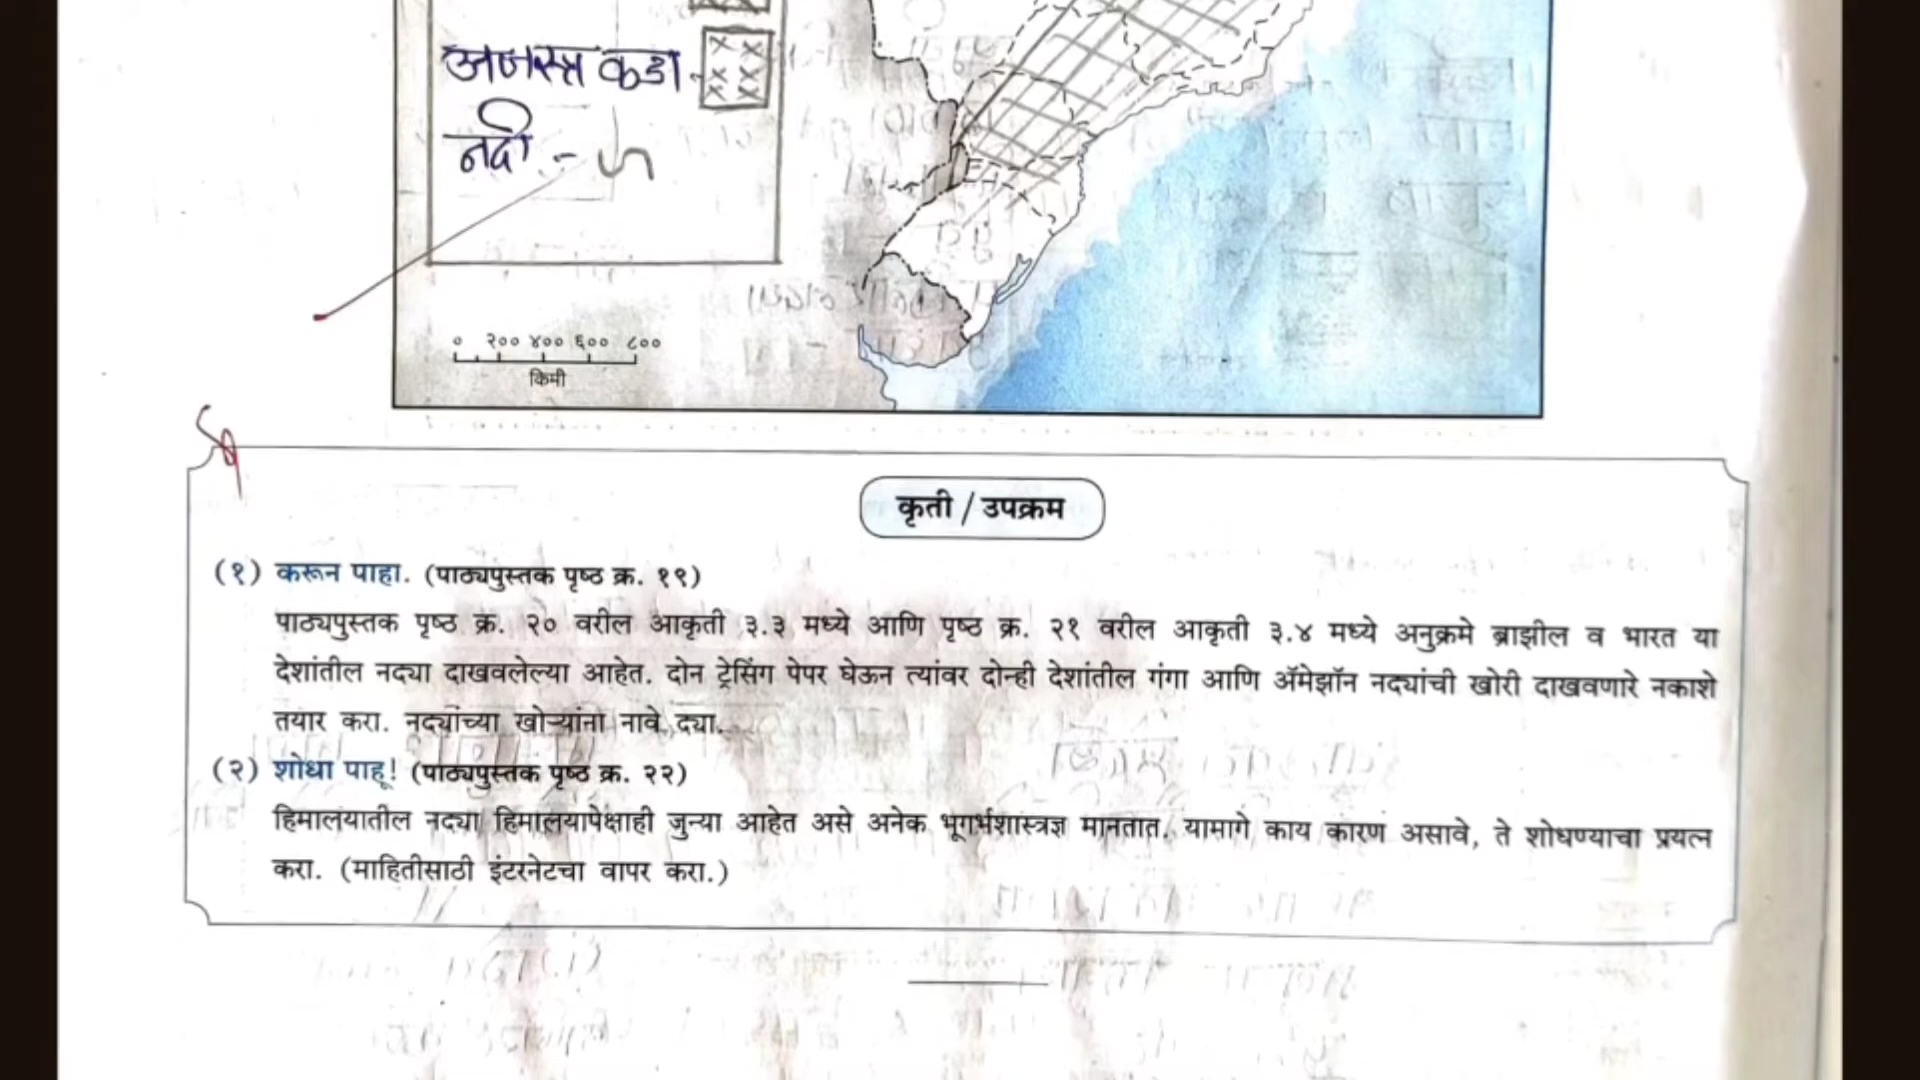 अजस्त्र कडा
नदी -
० २०० ४०० ६०० ८००
किमी
कृती / उपक्रम
(१) करून पाहा. (पाठ्यपुस्तक पृष्ठ क्र. १९)
पाठ्यपुस्तक पृष्ठ क्र. २० वरील आकृती ३.३ मध्ये आणि पृष्ठ क्र. २१ वरील आकृती ३.४ मध्ये अनुक्रमे ब्राझील व भारत या
देशांतील नद्या दाखवलेल्या आहेत. दोन ट्रेसिंग पेपर घेऊन त्यांवर दोन्ही देशांतील गंगा आणि ॲमेझॉन नद्यांची खोरी दाखवणारे नकाशे
तयार करा. नद्यांच्या खोऱ्यांना नावे द्या.
(२) शोधा पाहू! (पाठ्यपुस्तक पृष्ठ क्र. २२)
हिमालयातील नद्या हिमालयापेक्षाही जुन्या आहेत असे अनेक भूगर्भशास्त्रज्ञ मानतात. यामागे काय कारण असावे, ते शोधण्याचा प्रयत्न
करा. (माहितीसाठी इंटरनेटचा वापर करा.)